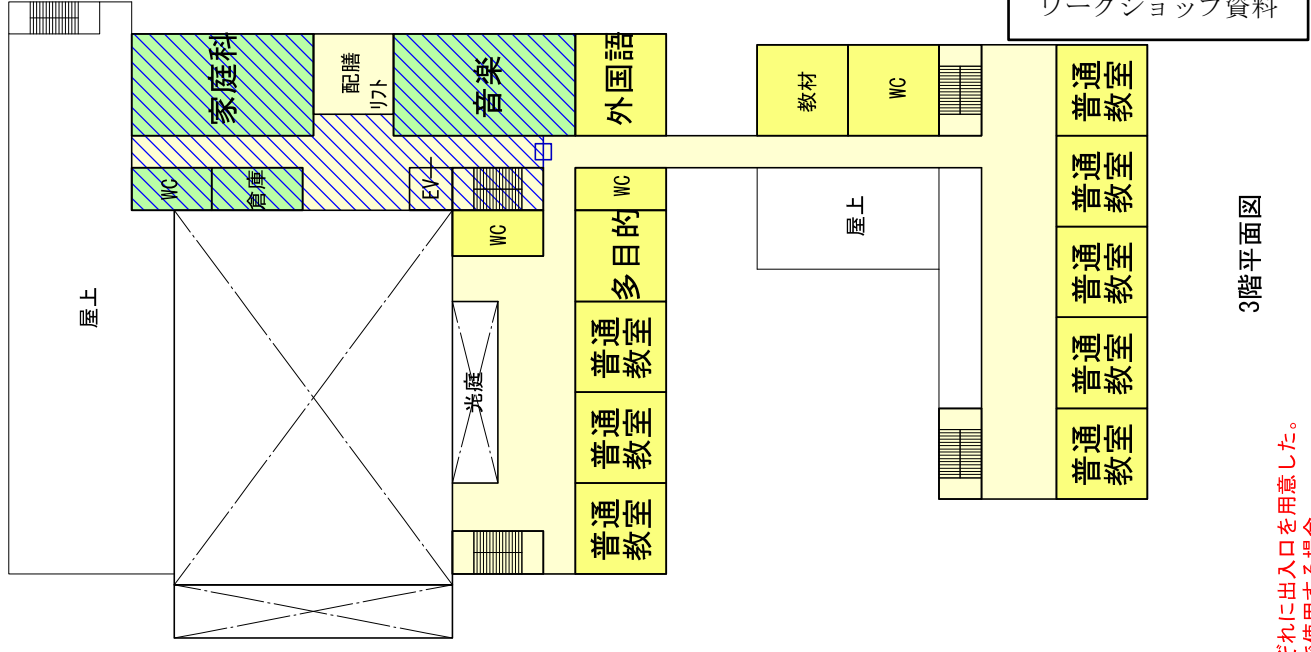 ワークショップ資料
家庭科
配膳
リフト
音楽
外国語
教材
WC
普通
教室
WC
倉庫
EV
WC
普通
教室
屋上
WC
多目的
屋上
普通
教室
光庭
普通
教室
普通
教室
普通
教室
普通
教室
普通
教室
3階平面図
れに出入口を用意した。